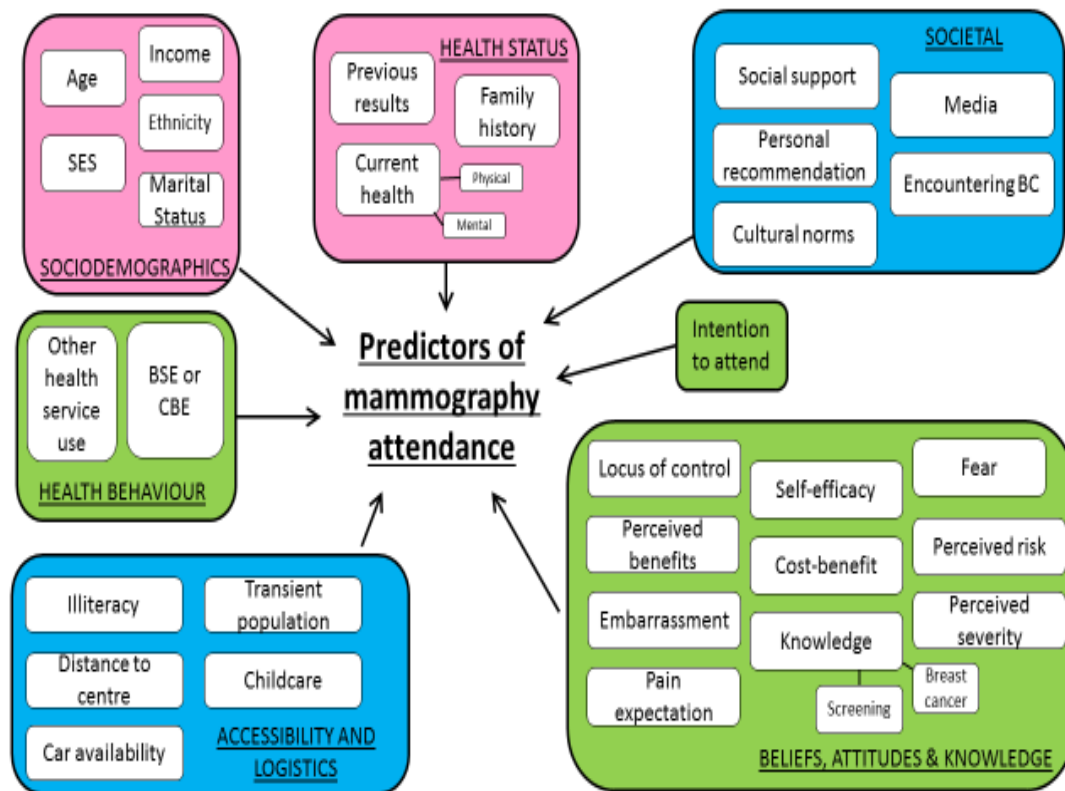 Age
Income
SES
Ethnicity
Marital
Status
SOCIODEMOGRAPHICS
HEALTH STATUS
Previous
results
Family
history
Current
health
Physical
Mental
SOCIETAL
Social support
Media
Personal
recommendation
Encountering BC
Cultural norms
Other
health
service
use
BSE or
CBE
HEALTH BEHAVIOUR
Predictors of
mammography
attendance
Intention
to attend
Illiteracy
Transient
population
Distance to
centre
Childcare
Car availability
ACCESSIBILITY AND
LOGISTICS
Locus of control
Self-efficacy
Fear
Perceived
benefits
Cost-benefit
Perceived risk
Embarrassment
Knowledge
Perceived
severity
Pain
expectation
Screening
Breast
cancer
BELIEFS, ATTITUDES & KNOWLEDGE